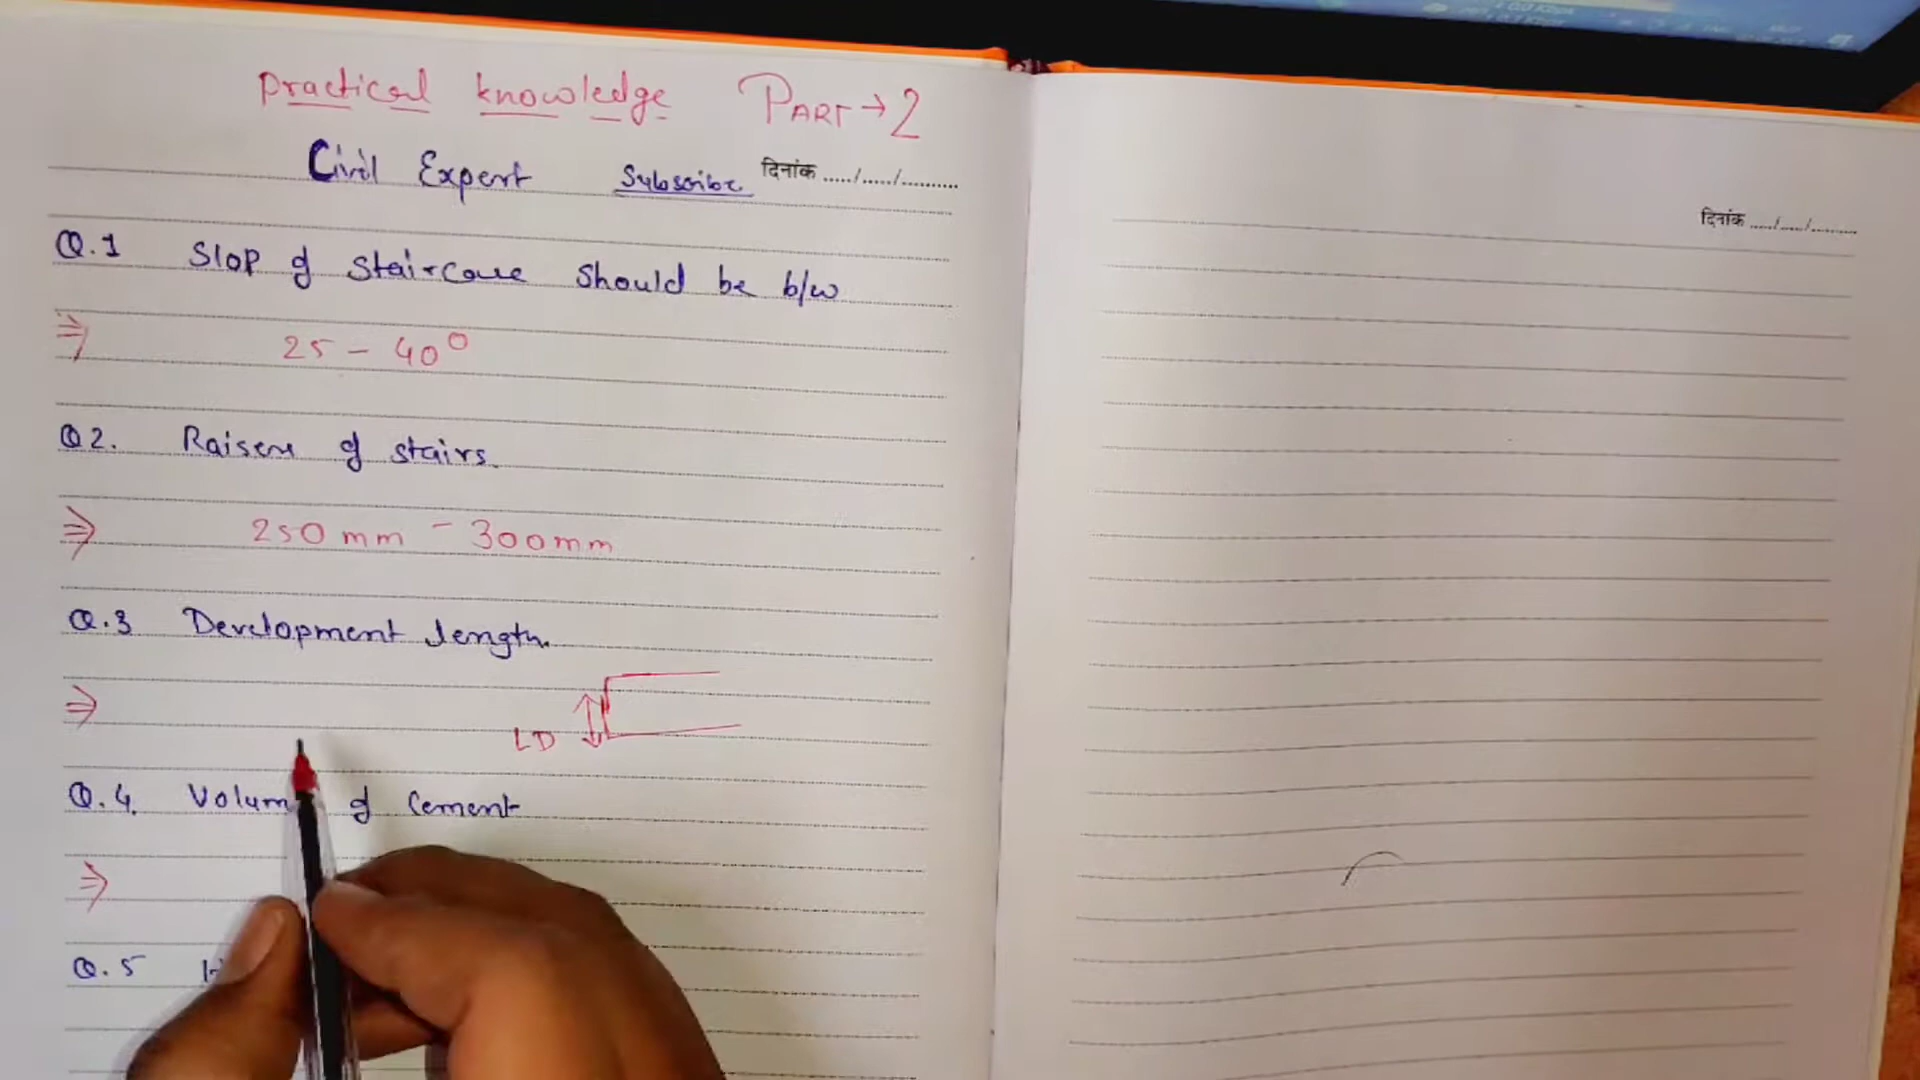 Practical knowledge PART → 2
Civil Expert Subscribe दिनांक ...../...../..........
दिनांक ...../...../..........
Q.1 Slop of Staircase should be b/w
⇒ 25 - 40°
Q2. Raisers of stairs.
⇒ 250 mm - 300mm
Q.3 Development length.
⇒
LD
Q.4. Volum of Cement
⇒
Q.5